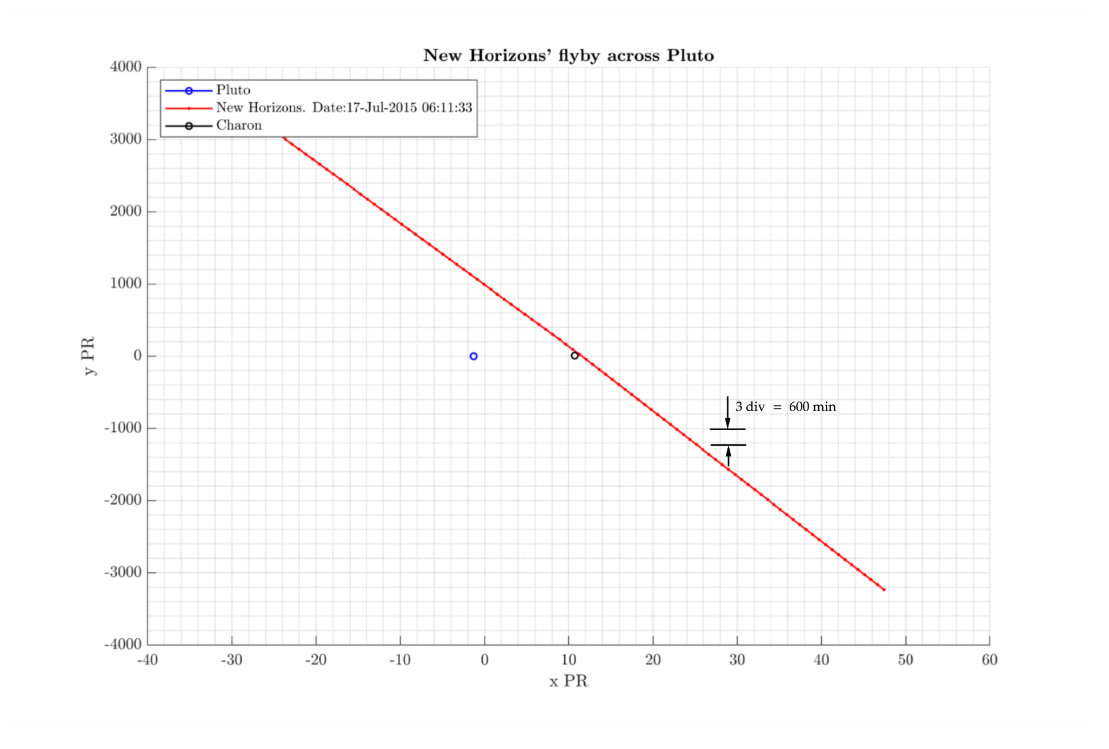 New Horizons' flyby across Pluto
4000
Pluto
New Horizons. Date:17-Jul-2015 06:11:33
Charon
3000
2000
1000
0
y PR
3 div = 600 min
-1000
-2000
-3000
-4000
-40 -30 -20 -10 0 10 20 30 40 50 60
x PR